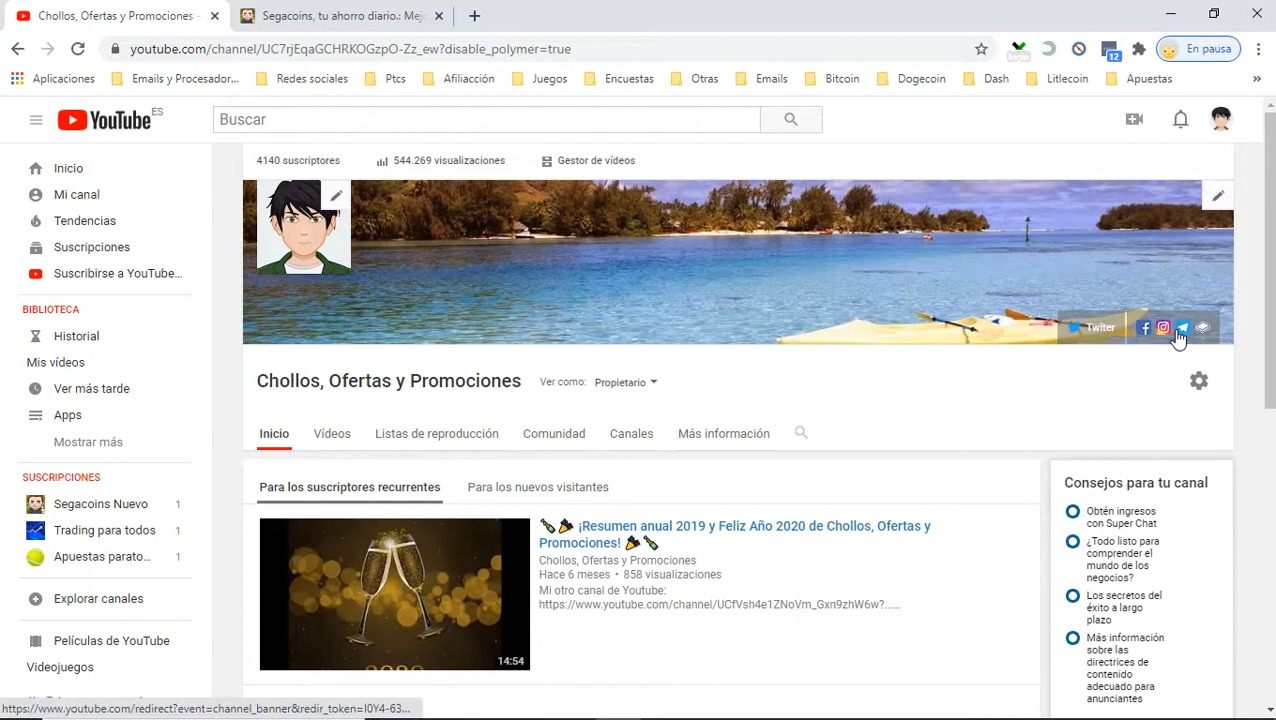 Chollos, Ofertas y Promociones -
Segacoins, tu ahorro diario.: Mej
youtube.com/channel/UC7rjEqaGCHRKOGzpO-Zz_ew?disable_polymer=true
12
En pausa
Aplicaciones
Emails y Procesador...
Redes sociales
Ptcs
Afiliacción
Juegos
Encuestas
Otras
Emails
Bitcoin
Dogecoin
Dash
Litlecoin
Apuestas
»
YouTube ES
Buscar
4140 suscriptores
544.269 visualizaciones
Gestor de vídeos
Inicio
Mi canal
Tendencias
Suscripciones
Suscribirse a YouTube...
BIBLIOTECA
Historial
Mis vídeos
Ver más tarde
Apps
Mostrar más
SUSCRIPCIONES
Segacoins Nuevo 1
Trading para todos 1
Apuestas parato... 1
Explorar canales
Películas de YouTube
Videojuegos
Twiter
Chollos, Ofertas y Promociones
Ver como: Propietario
Inicio
Vídeos
Listas de reproducción
Comunidad
Canales
Más información
Para los suscriptores recurrentes
Para los nuevos visitantes
¡Resumen anual 2019 y Feliz Año 2020 de Chollos, Ofertas y
Promociones!
Chollos, Ofertas y Promociones
Hace 6 meses • 858 visualizaciones
Mi otro canal de Youtube:
https://www.youtube.com/channel/UCfVsh4e1ZNoVm_Gxn9zhW6w?......
14:54
Consejos para tu canal
Obtén ingresos
con Super Chat
¿Todo listo para
comprender el
mundo de los
negocios?
Los secretos del
éxito a largo
plazo
Más información
sobre las
directrices de
contenido
adecuado para
anunciantes
https://www.youtube.com/redirect?event=channel_banner&redir_token=I0Y4-63...